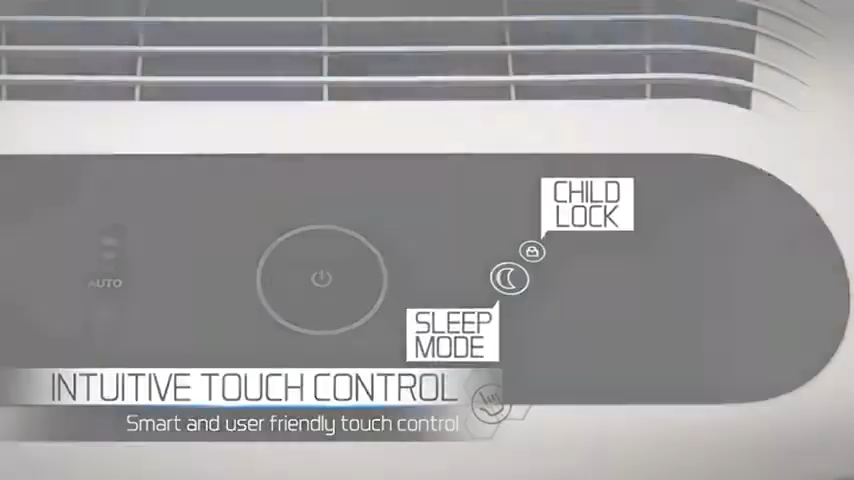 CHILD
LOCK
AUTO
SLEEP
MODE
INTUITIVE TOUCH CONTROL
Smart and user friendly touch control